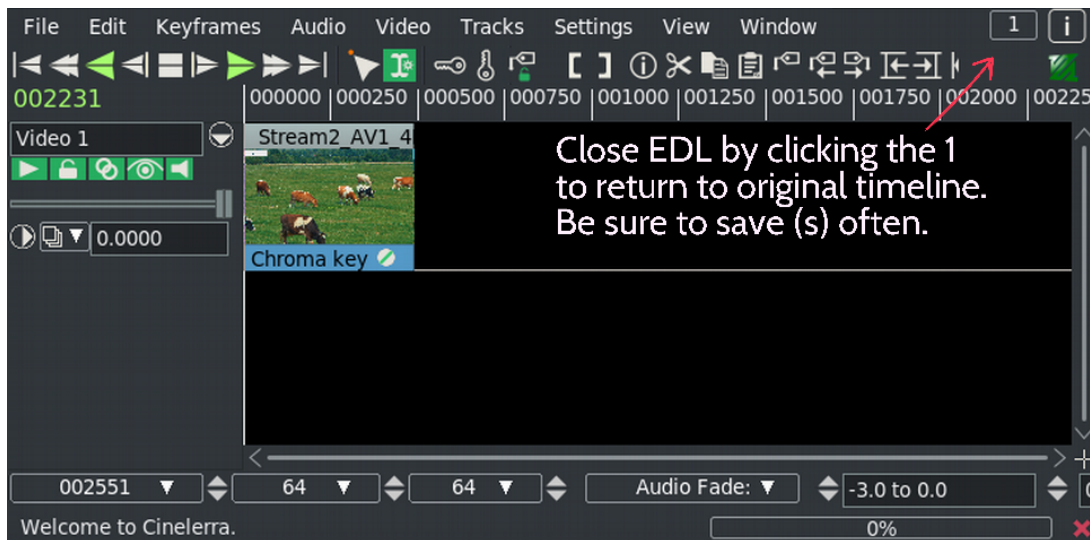 File Edit Keyframes Audio Video Tracks Settings View Window 1 i
002231 000000 000250 000500 000750 001000 001250 001500 001750 002000 00225
Video 1
Stream2_AV1_4
Close EDL by clicking the 1
to return to original timeline.
Be sure to save (s) often.
0.0000
Chroma key
002551 64 64 Audio Fade: -3.0 to 0.0
Welcome to Cinelerra. 0%